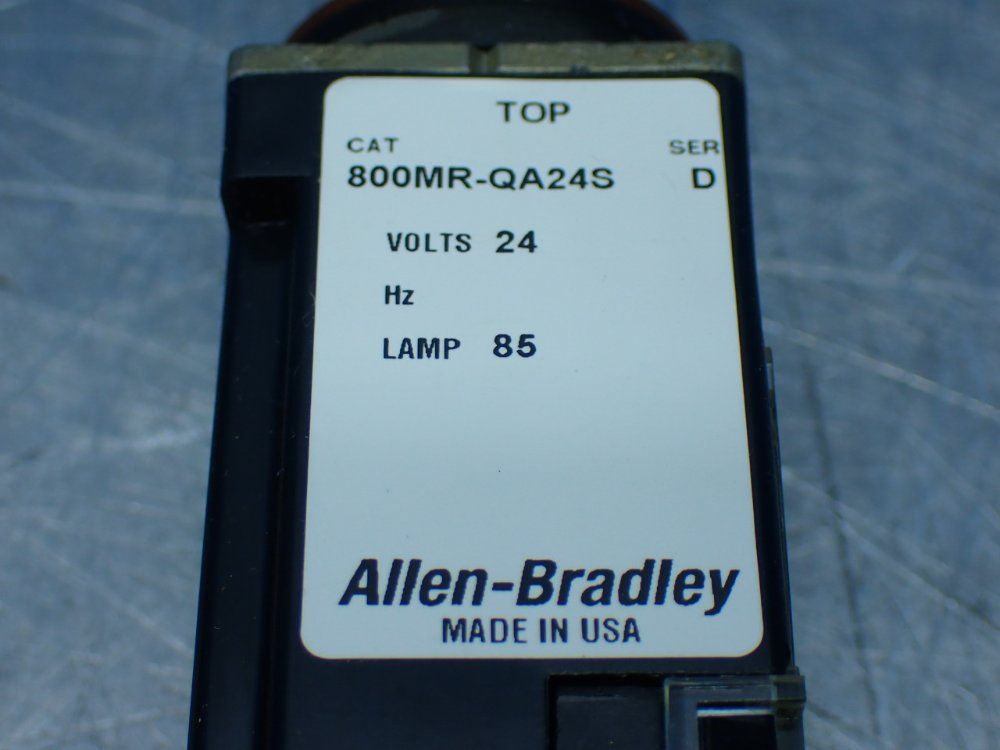 TOP
CAT SER
800MR-QA24S D
VOLTS 24
Hz
LAMP 85
Allen-Bradley
MADE IN USA